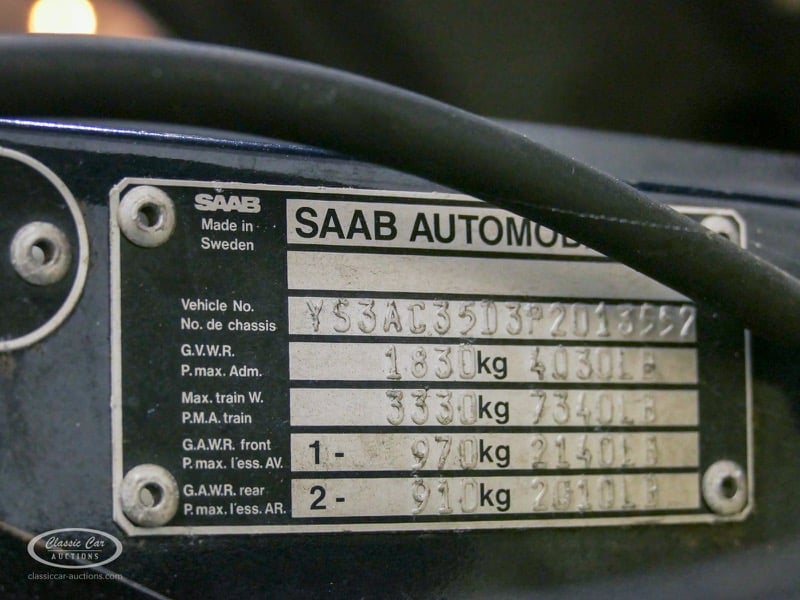 SAAB
Made in
Sweden
SAAB AUTOMOB
Vehicle No.
No. de chassis
YS3AC35D3P2013552
G.V.W.R.
P. max. Adm.
1830kg 4030LB
Max. train W.
P.M.A. train
3330kg 7340LB
G.A.W.R. front
P. max. l'ess. AV.
1- 970kg 2140LB
G.A.W.R. rear
P. max. l'ess. AR.
2- 910kg 2010LB
Classic Car
AUCTIONS
classiccar-auctions.com